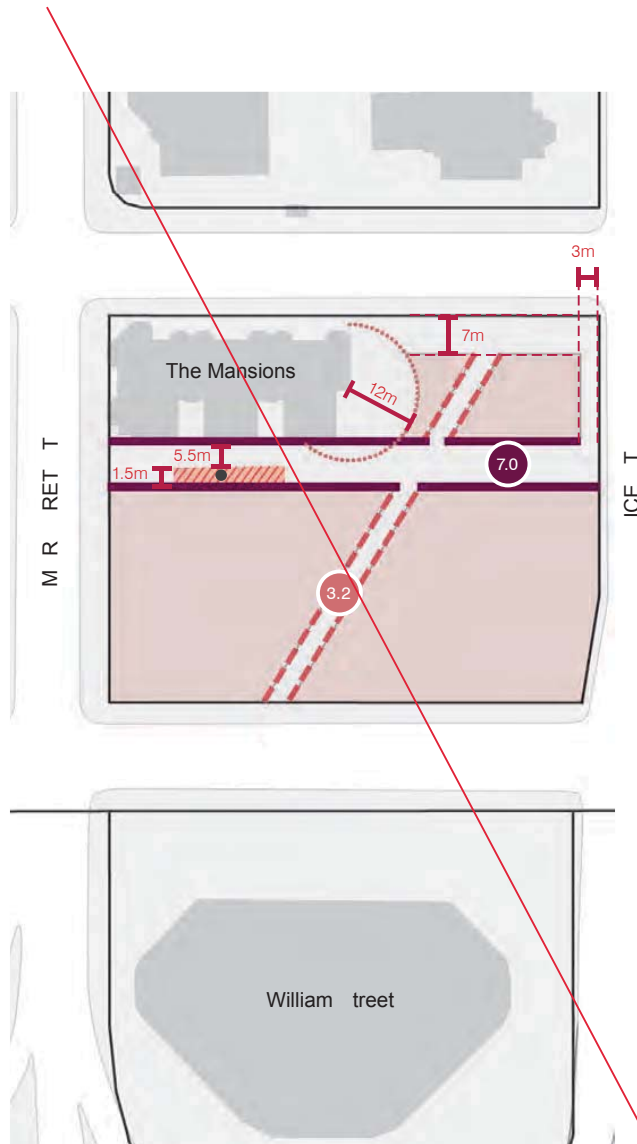 3m
7m
The Mansions
12m
5.5m
7.0
1.5m
M R RET T
ICE T
3.2
William treet